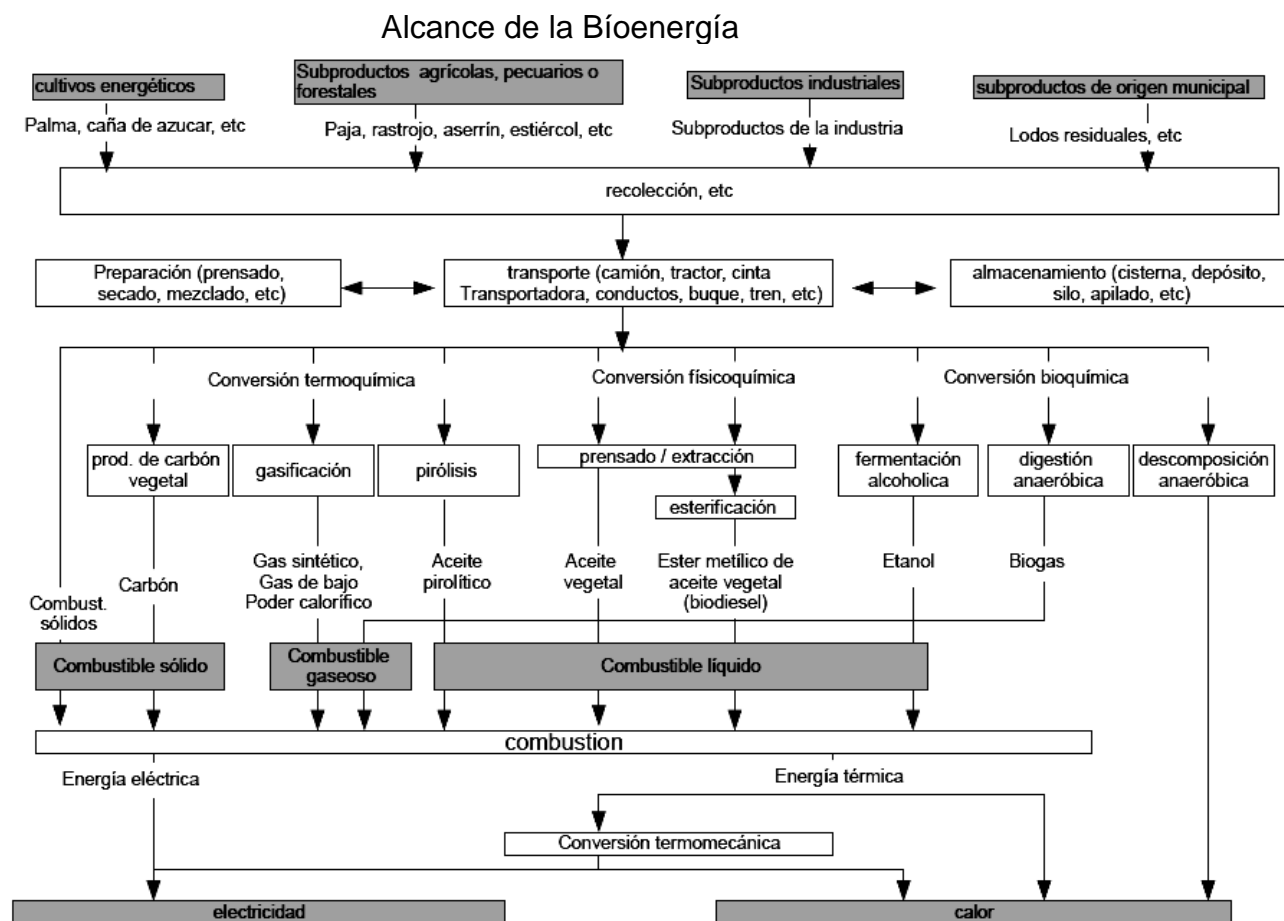 Alcance de la Bíoenergía
cultivos energéticos
Subproductos agrícolas, pecuarios o
forestales
Subproductos industriales
subproductos de origen municipal
Palma, caña de azucar, etc
Paja, rastrojo, aserrín, estiércol, etc
Subproductos de la industria
Lodos residuales, etc
recolección, etc
Preparación (prensado,
secado, mezclado, etc)
transporte (camión, tractor, cinta
Transportadora, conductos, buque, tren, etc)
almacenamiento (cisterna, depósito,
silo, apilado, etc)
Conversión termoquímica
Conversión físicoquímica
Conversión bioquímica
prod. de carbón
vegetal
gasificación
pirólisis
prensado / extracción
esterificación
fermentación
alcoholica
digestión
anaeróbica
descomposición
anaeróbica
Combust.
sólidos
Carbón
Gas sintético,
Gas de bajo
Poder calorífico
Aceite
pirolítico
Aceite
vegetal
Ester metílico de
aceite vegetal
(biodiesel)
Etanol
Biogas
Combustible sólido
Combustible
gaseoso
Combustible líquido
combustion
Energía eléctrica
Energía térmica
Conversión termomecánica
electricidad
calor